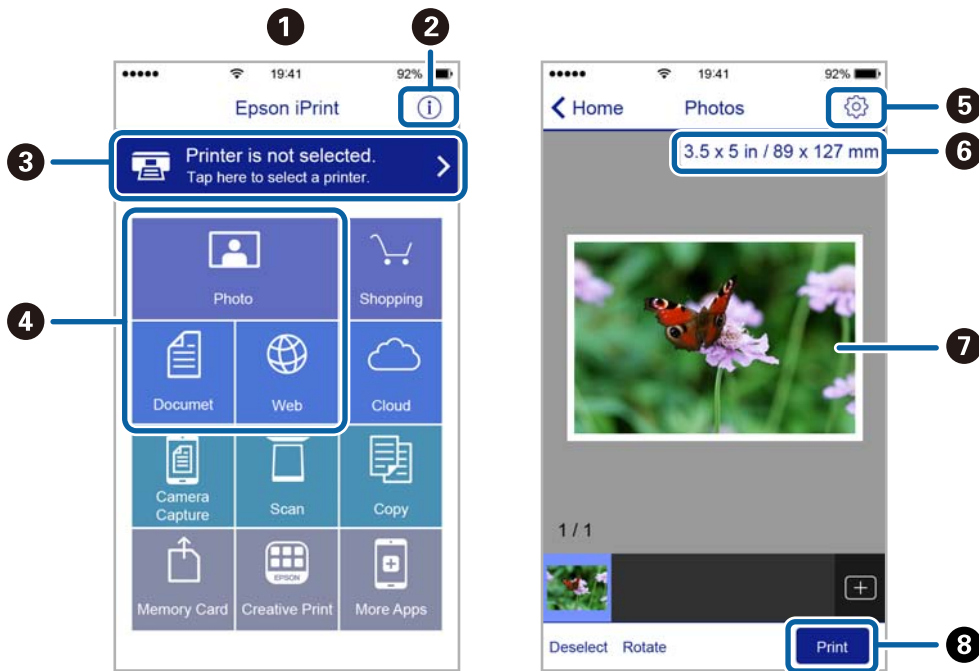 1
2
19:41
92%
Epson iPrint
3
Printer is not selected.
Tap here to select a printer.
4
Photo
Shopping
Documet
Web
Cloud
Camera
Capture
Scan
Copy
EPSON
Memory Card
Creative Print
More Apps
19:41
92%
Home
Photos
5
3.5 x 5 in / 89 x 127 mm
6
7
1 / 1
Deselect
Rotate
Print
8